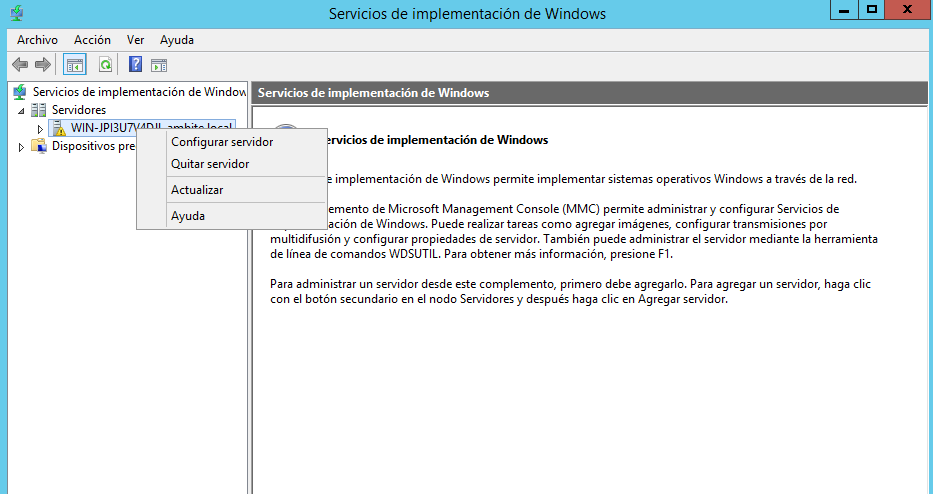 Servicios de implementación de Windows
Archivo Acción Ver Ayuda
Servicios de implementación de Window
Servidores
WIN-JPI3U7V4DJL.ambito.local
Dispositivos pre
Configurar servidor
Quitar servidor
Actualizar
Ayuda
Servicios de implementación de Windows
ervicios de implementación de Windows
e implementación de Windows permite implementar sistemas operativos Windows a través de la red.
emento de Microsoft Management Console (MMC) permite administrar y configurar Servicios de
ación de Windows. Puede realizar tareas como agregar imágenes, configurar transmisiones por
multidifusión y configurar propiedades de servidor. También puede administrar el servidor mediante la herramienta
de línea de comandos WDSUTIL. Para obtener más información, presione F1.
Para administrar un servidor desde este complemento, primero debe agregarlo. Para agregar un servidor, haga clic
con el botón secundario en el nodo Servidores y después haga clic en Agregar servidor.